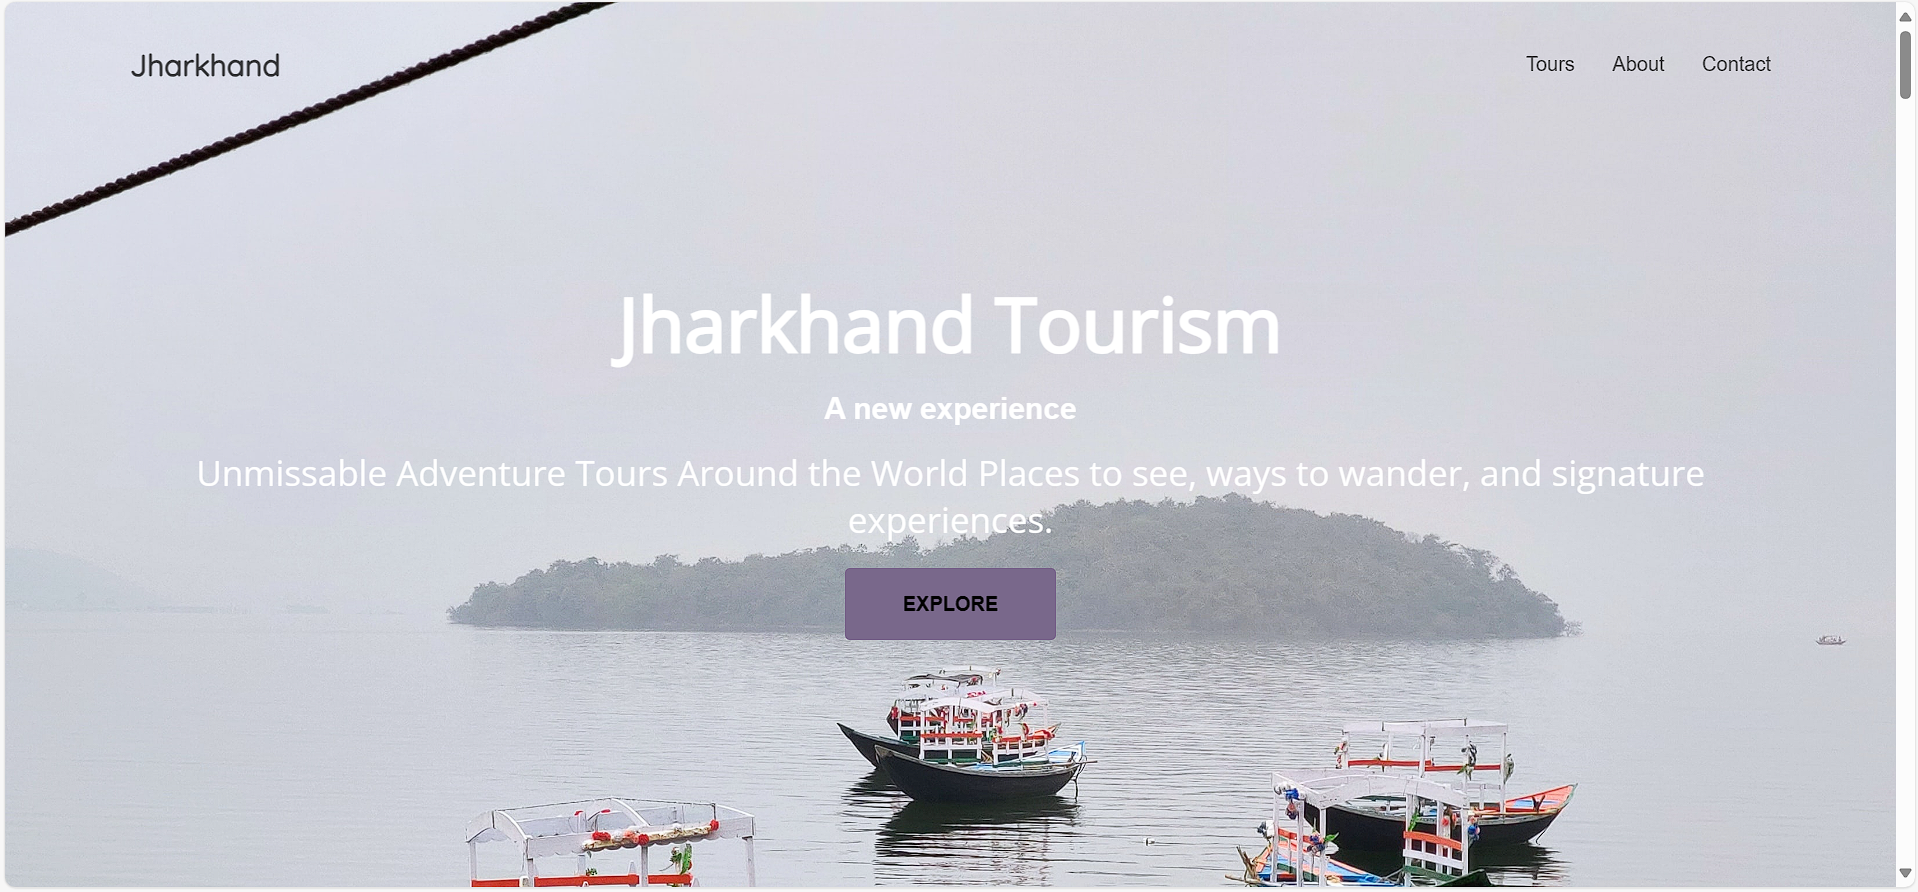 Jharkhand
Tours About Contact
Jharkhand Tourism
A new experience
Unmissable Adventure Tours Around the World Places to see, ways to wander, and signature
experiences.
EXPLORE